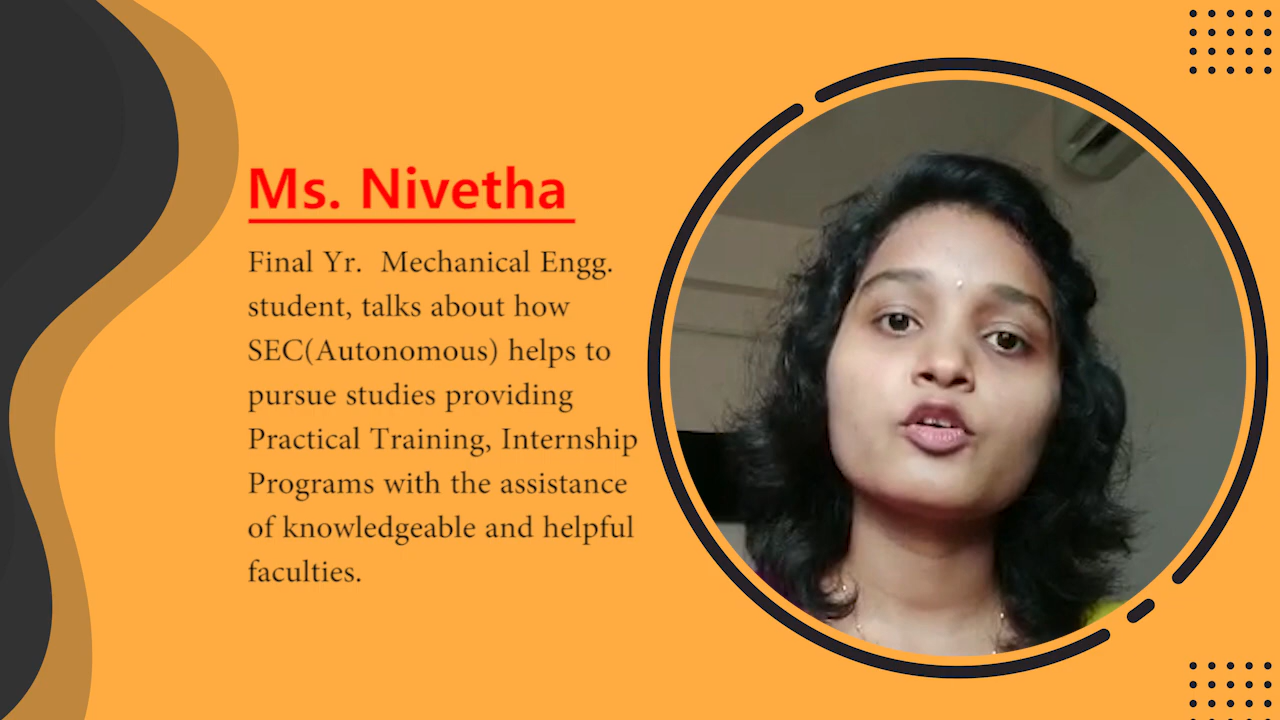 Ms. Nivetha
Final Yr.  Mechanical Engg.
student, talks about how
SEC(Autonomous) helps to
pursue studies providing
Practical Training, Internship
Programs with the assistance
of knowledgeable and helpful
faculties.